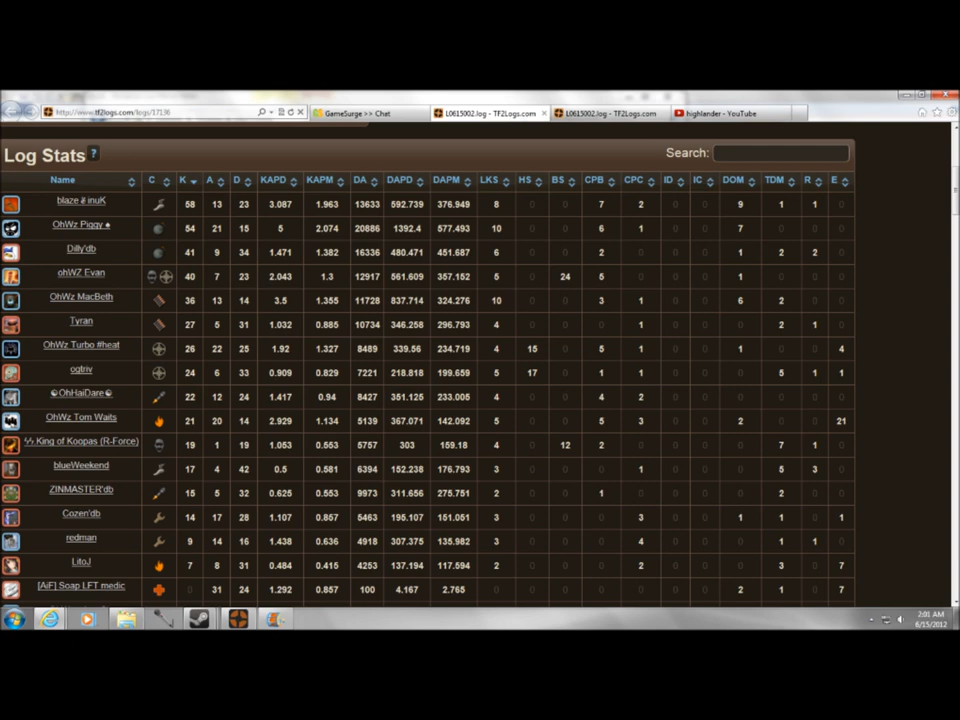 http://www.tf2logs.com/logs/17136 GameSurge >> Chat L0615002.log - TF2Logs.com L0615002.log - TF2Logs.com highlander - YouTube
Log Stats ? Search:
Name C K A D KAPD KAPM DA DAPD DAPM LKS HS BS CPB CPC ID IC DOM TDM R E
blaze inuK 58 13 23 3.087 1.963 13633 592.739 376.949 8 0 0 7 2 0 0 9 1 1 0
OhWz Piggy ♠ 54 21 15 5 2.074 20886 1392.4 577.493 10 0 0 6 1 0 0 7 0 0 0
Dilly'db 41 9 34 1.471 1.382 16336 480.471 451.687 6 0 0 2 0 0 0 1 2 2 0
ohWZ Evan 40 7 23 2.043 1.3 12917 561.609 357.152 5 0 24 5 0 0 0 1 0 0 0
OhWz MacBeth 36 13 14 3.5 1.355 11728 837.714 324.276 10 0 0 3 1 0 0 6 2 0 0
Tyran 27 5 31 1.032 0.885 10734 346.258 296.793 4 0 0 0 1 0 0 0 2 1 0
OhWz Turbo #heat 26 22 25 1.92 1.327 8489 339.56 234.719 4 15 0 5 1 0 0 1 0 0 4
ogtriv 24 6 33 0.909 0.829 7221 218.818 199.659 5 17 0 1 1 0 0 0 5 1 1
☯OhHaiDare☯ 22 12 24 1.417 0.94 8427 351.125 233.005 4 0 0 4 2 0 0 0 0 0 0
OhWz Tom Waits 21 20 14 2.929 1.134 5139 367.071 142.092 5 0 0 5 3 0 0 2 0 0 21
ϟϟ.King of Koopas (R-Force) 19 1 19 1.053 0.553 5757 303 159.18 4 0 12 2 0 0 0 0 7 1 0
blueWeekend 17 4 42 0.5 0.581 6394 152.238 176.793 3 0 0 0 1 0 0 0 5 3 0
ZINMASTER'db 15 5 32 0.625 0.553 9973 311.656 275.751 2 0 0 1 0 0 0 0 2 0 0
Cozen'db 14 17 28 1.107 0.857 5463 195.107 151.051 3 0 0 0 3 0 0 1 1 0 1
redman 9 14 16 1.438 0.636 4918 307.375 135.982 3 0 0 0 4 0 0 0 1 1 0
LitoJ 7 8 31 0.484 0.415 4253 137.194 117.594 2 0 0 0 2 0 0 0 3 0 7
[AiF] Soap LFT medic 0 31 24 1.292 0.857 100 4.167 2.765 0 0 0 0 0 0 0 2 1 0 7
2:01 AM
6/15/2012